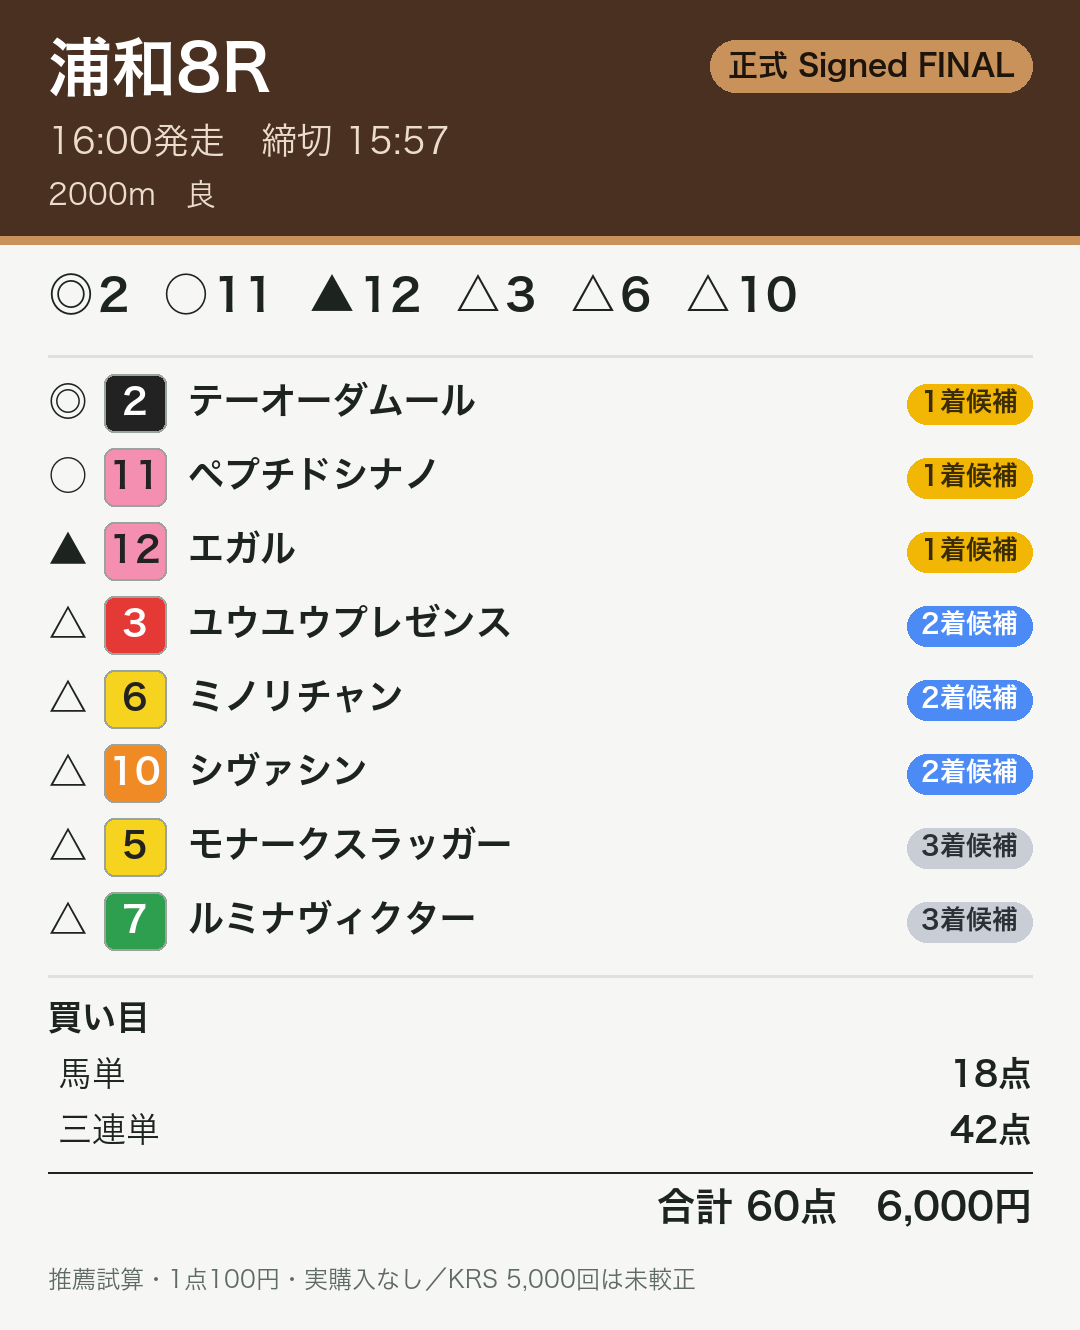 浦和8R
正式 Signed FINAL
16:00発走　締切 15:57
2000m　良
◎2 ○11 ▲12 △3 △6 △10
◎ 2 テーオーダムール 1着候補
○ 11 ペプチドシナノ 1着候補
▲ 12 エガル 1着候補
△ 3 ユウユウプレゼンス 2着候補
△ 6 ミノリチャン 2着候補
△ 10 シヴァシン 2着候補
△ 5 モナークスラッガー 3着候補
△ 7 ルミナヴィクター 3着候補
買い目
馬単 18点
三連単 42点
合計 60点　6,000円
推薦試算・1点100円・実購入なし／KRS 5,000回は未較正